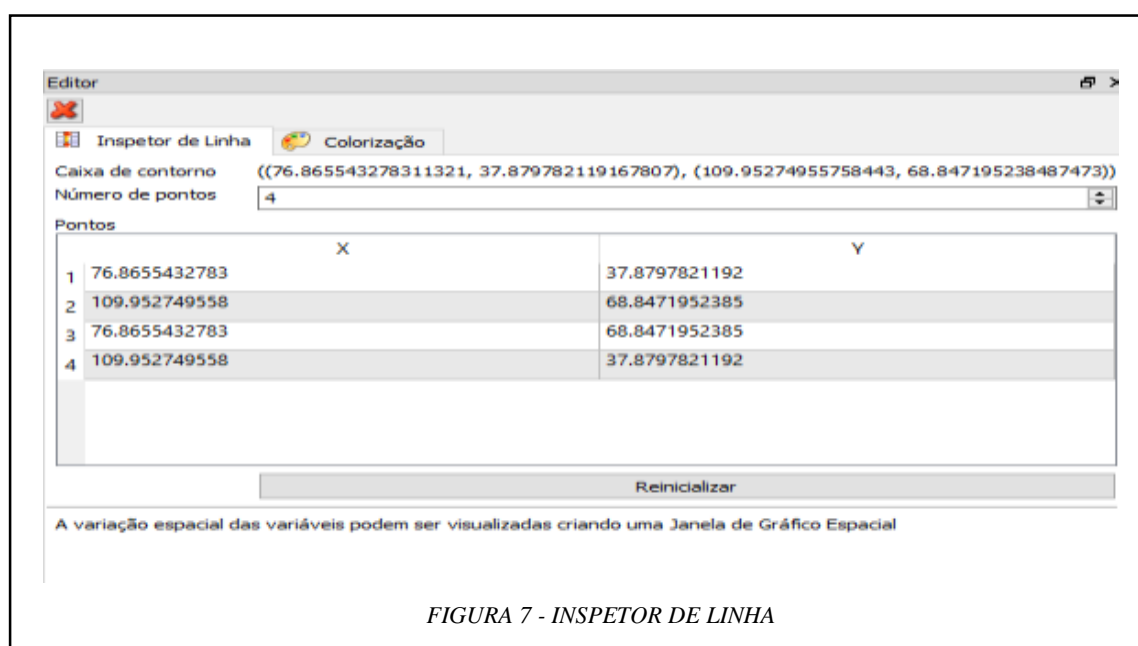 Editor
Inspetor de Linha Colorização
Caixa de contorno ((76.865543278311321, 37.879782119167807), (109.95274955758443, 68.847195238487473))
Número de pontos 4
Pontos
X Y
1 76.8655432783 37.8797821192
2 109.952749558 68.8471952385
3 76.8655432783 68.8471952385
4 109.952749558 37.8797821192
Reinicializar
A variação espacial das variáveis podem ser visualizadas criando uma Janela de Gráfico Espacial
FIGURA 7 - INSPETOR DE LINHA